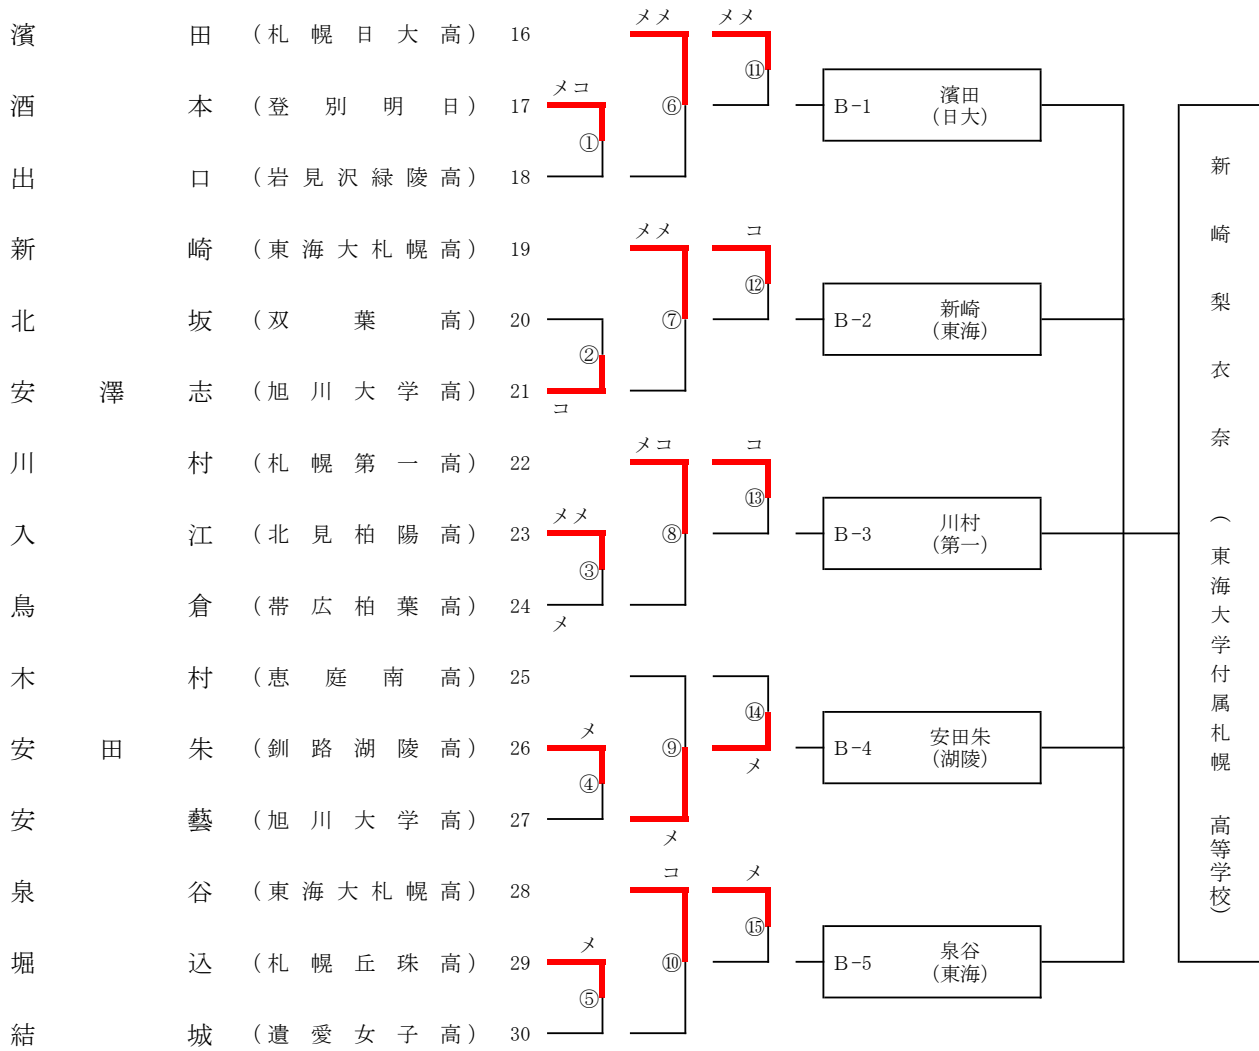 濱田 (札幌日大高) 16
メメ
メメ
⑪
酒本 (登別明日) 17
メコ
①
⑥
B-1 濱田
(日大)
出口 (岩見沢緑陵高) 18
新崎 (東海大札幌高) 19
メメ
コ
⑫
北坂 (双葉高) 20
②
⑦
B-2 新崎
(東海)
安澤志 (旭川大学高) 21
コ
川村 (札幌第一高) 22
メコ
コ
⑬
入江 (北見柏陽高) 23
メメ
③
⑧
B-3 川村
(第一)
鳥倉 (帯広柏葉高) 24
メ
木村 (恵庭南高) 25
⑭
安田朱 (釧路湖陵高) 26
メ
④
⑨
メ
B-4 安田朱
(湖陵)
安藝 (旭川大学高) 27
メ
泉谷 (東海大札幌高) 28
コ
メ
⑮
堀込 (札幌丘珠高) 29
メ
⑤
⑩
B-5 泉谷
(東海)
結城 (遺愛女子高) 30
新崎梨衣奈 (東海大学付属札幌 高等学校)